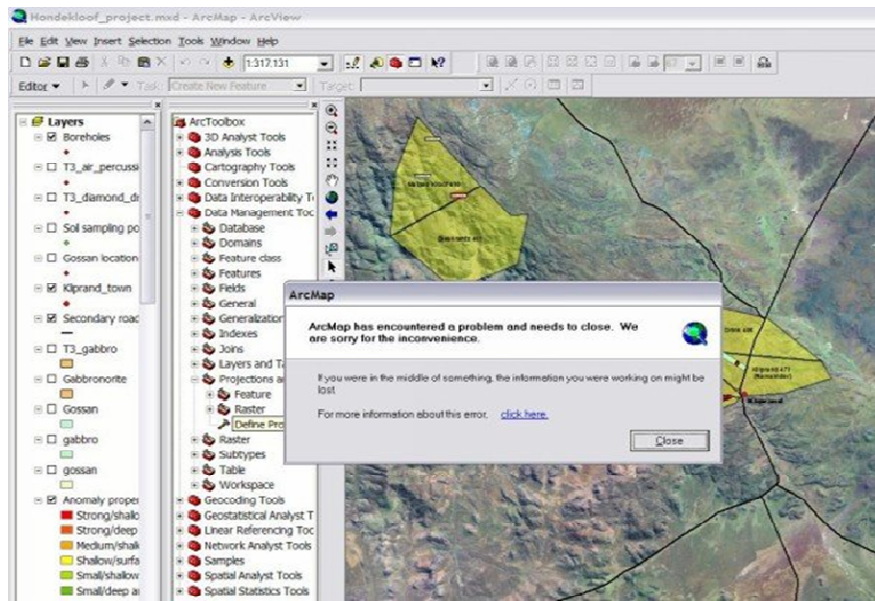 Hondekloof_project.mxd - ArcMap - ArcView
File Edit View Insert Selection Tools Window Help
1:317.131
Editor
Task:
Create New Feature
Target:
Layers
Boreholes
T3_air_percussi
T3_diamond_d
Soil sampling po
Gossan location
Kliprand_town
Secondary road
T3_gabbro
Gabbronorite
Gossan
gabbro
gossan
Anomaly proper
Strong/shallo
Strong/deep
Medium/shall
Shallow/surfa
Small/shallow
Small/deep a
ArcToolbox
3D Analyst Tools
Analysis Tools
Cartography Tools
Conversion Tools
Data Interoperability T
Data Management Too
Database
Domains
Feature class
Features
Fields
General
Generalization
Indexes
Joins
Layers and Ta
Projections a
Feature
Raster
Define Pro
Raster
Subtypes
Table
Workspace
Geocoding Tools
Geostatistical Analyst T
Linear Referencing Too
Network Analyst Tools
Samples
Spatial Analyst Tools
Spatial Statistics Tools
ArcMap
ArcMap has encountered a problem and needs to close. We
are sorry for the inconvenience.
If you were in the middle of something, the information you were working on might be
lost
For more information about this error, click here.
Close